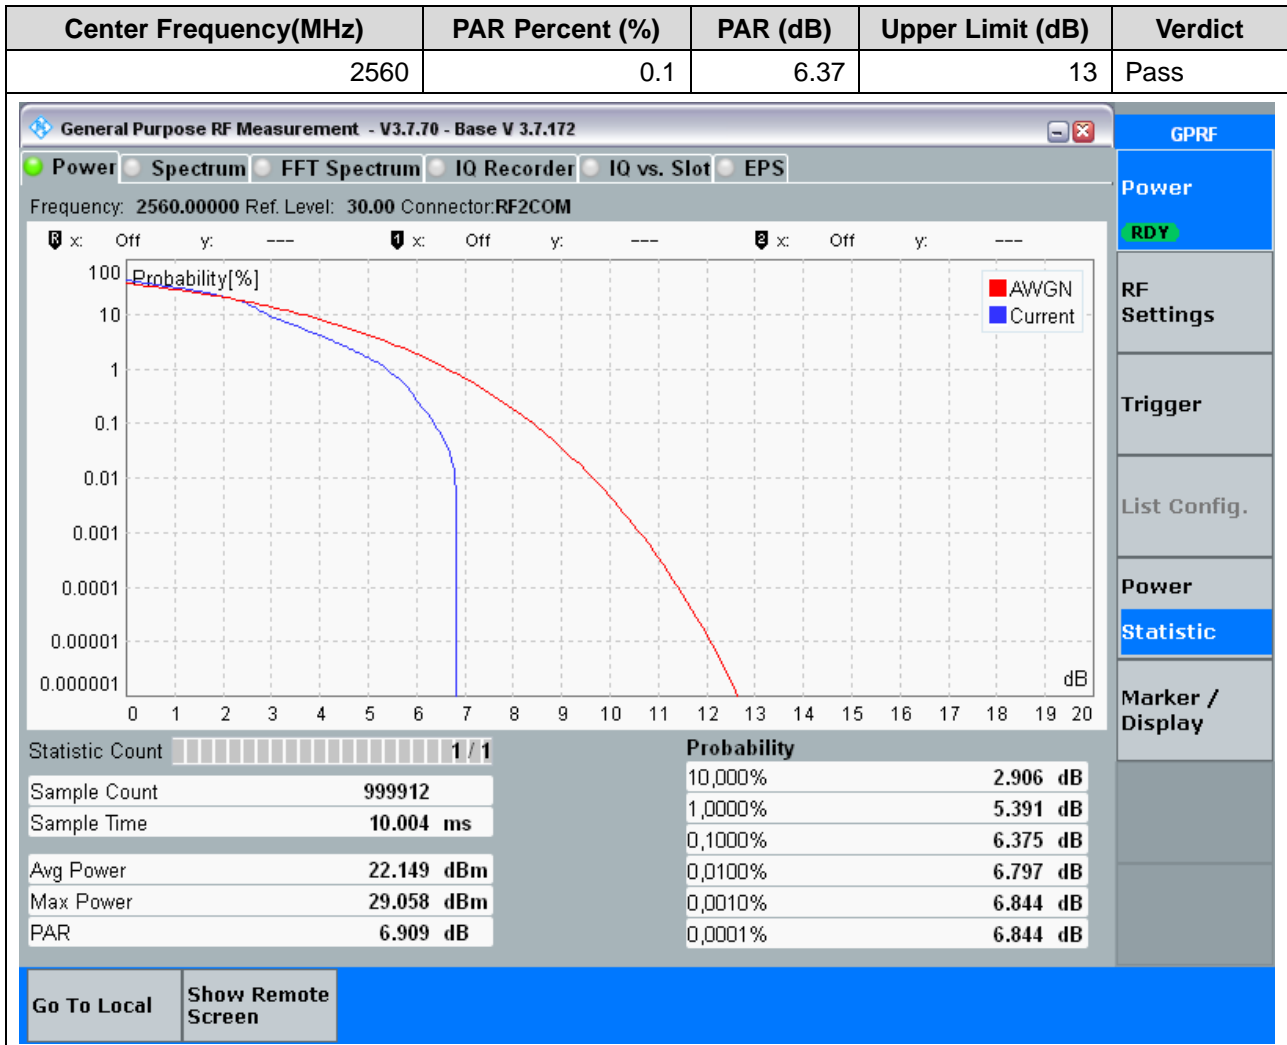 Center Frequency(MHz) PAR Percent (%) PAR (dB) Upper Limit (dB) Verdict
2560 0.1 6.37 13 Pass
General Purpose RF Measurement - V3.7.70 - Base V 3.7.172
GPRF
Power Spectrum FFT Spectrum IQ Recorder IQ vs. Slot EPS
Frequency: 2560.00000 Ref. Level: 30.00 Connector:RF2COM
R x: Off y: --- 1 x: Off y: --- 2 x: Off y: ---
Probability[%]
100
10
1
0.1
0.01
0.001
0.0001
0.00001
0.000001
AWGN
Current
dB
0 1 2 3 4 5 6 7 8 9 10 11 12 13 14 15 16 17 18 19 20
Statistic Count 1 / 1
Sample Count 999912
Sample Time 10.004 ms
Avg Power 22.149 dBm
Max Power 29.058 dBm
PAR 6.909 dB
Probability
10,000% 2.906 dB
1,0000% 5.391 dB
0,1000% 6.375 dB
0,0100% 6.797 dB
0,0010% 6.844 dB
0,0001% 6.844 dB
Power
RDY
RF
Settings
Trigger
List Config.
Power
Statistic
Marker /
Display
Go To Local
Show Remote
Screen